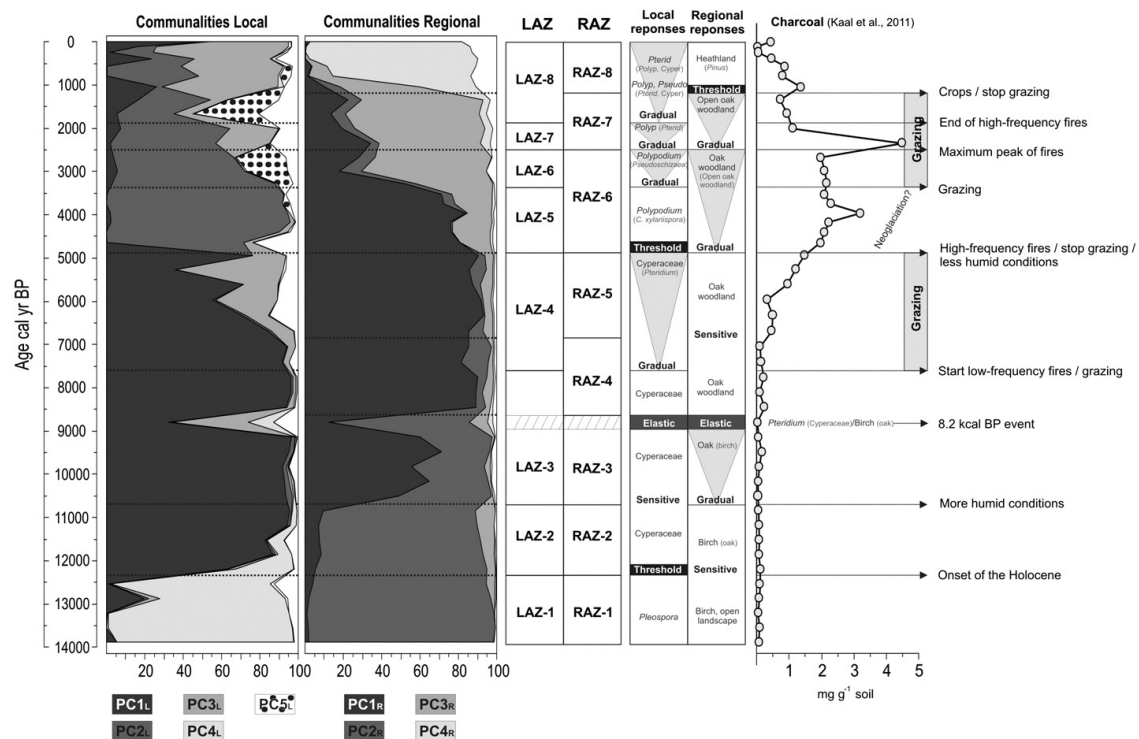 Communalities Local
Communalities Regional
LAZ
RAZ
Local
reponses
Regional
reponses
Charcoal (Kaal et al., 2011)
Age cal yr BP
0
1000
2000
3000
4000
5000
6000
7000
8000
9000
10000
11000
12000
13000
14000
20 40 60 80 100
20 40 60 80 100
LAZ-8
LAZ-7
LAZ-6
LAZ-5
LAZ-4
LAZ-3
LAZ-2
LAZ-1
RAZ-8
RAZ-7
RAZ-6
RAZ-5
RAZ-4
RAZ-3
RAZ-2
RAZ-1
Pterid
(Polyp, Cyper)
Polyp, Pseudo
(Pterid, Cyper)
Gradual
Polyp (Pterid)
Gradual
Polypodium
(Pseudoschizaea)
Gradual
Polypodium
(C. xylariispora)
Threshold
Cyperaceae
(Pteridium)
Gradual
Cyperaceae
Elastic
Cyperaceae
Sensitive
Cyperaceae
Threshold
Pleospora
Heathland
(Pinus)
Threshold
Open oak
woodland
Gradual
Oak
woodland
(Open oak
woodland)
Gradual
Oak
woodland
Sensitive
Oak
woodland
Elastic
Oak (birch)
Gradual
Birch (oak)
Sensitive
Birch, open
landscape
Pteridium (Cyperaceae)/Birch (oak)
Neoglaciation?
Grazing
Grazing
Crops / stop grazing
End of high-frequency fires
Maximum peak of fires
Grazing
High-frequency fires / stop grazing /
less humid conditions
Start low-frequency fires / grazing
8.2 kcal BP event
More humid conditions
Onset of the Holocene
0 1 2 3 4 5
mg g-1 soil
PC1L PC3L PC5L
PC2L PC4L
PC1R PC3R
PC2R PC4R